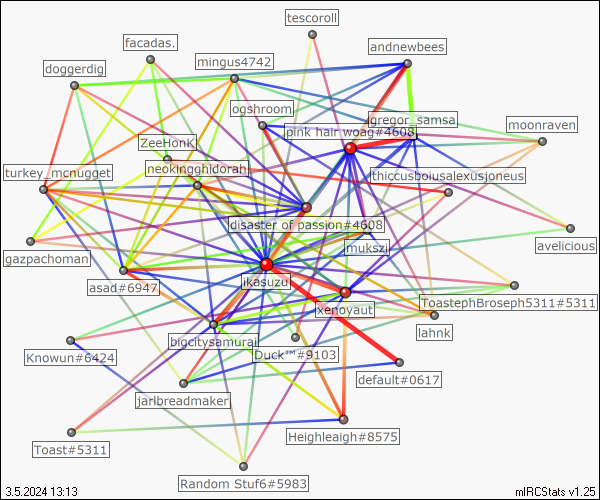 tescoroll
facadas.
andnewbees
mingus4742
doggerdig
ogshroom
gregor_samsa
pink hair woag#4608
moonraven
ZeeHonK
neokingghidorah
turkey_mcnugget
thiccusboiusalexusjoneus
disaster of passion#4608
mukszi
avelicious
gazpachoman
asad#6947
ikasuzu
xenoyaut
ToastephBroseph5311#5311
lahnk
bigcitysamurai
Knowun#6424
Duck™#9103
default#0617
jarlbreadmaker
Toast#5311
Heighleaigh#8575
Random Stuf6#5983
3.5.2024 13:13
mIRCStats v1.25